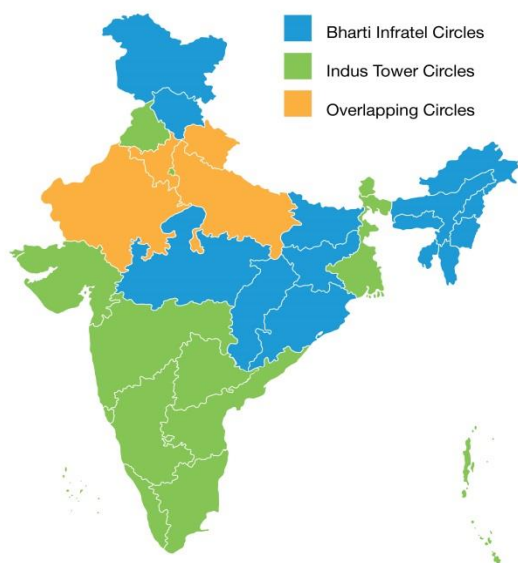 Bharti Infratel Circles
Indus Tower Circles
Overlapping Circles